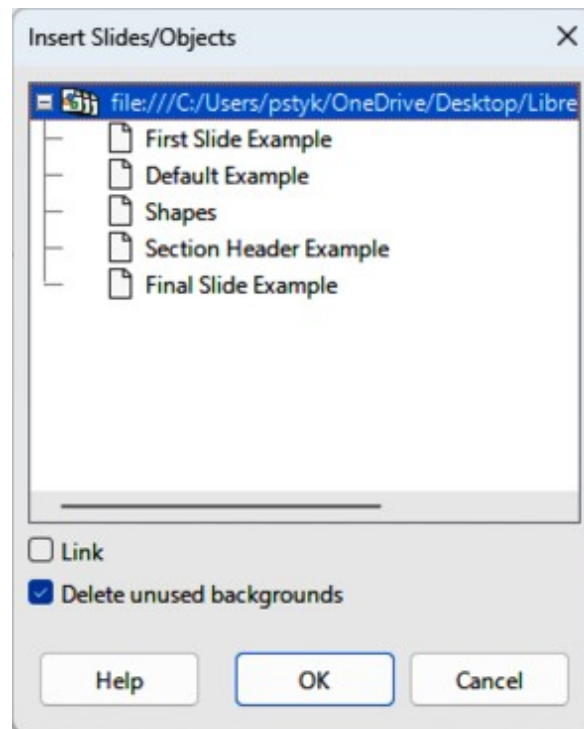 Insert Slides/Objects
file:///C:/Users/pstyk/OneDrive/Desktop/Libre
First Slide Example
Default Example
Shapes
Section Header Example
Final Slide Example
Link
Delete unused backgrounds
Help OK Cancel